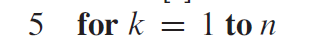 5 for k = 1 to n